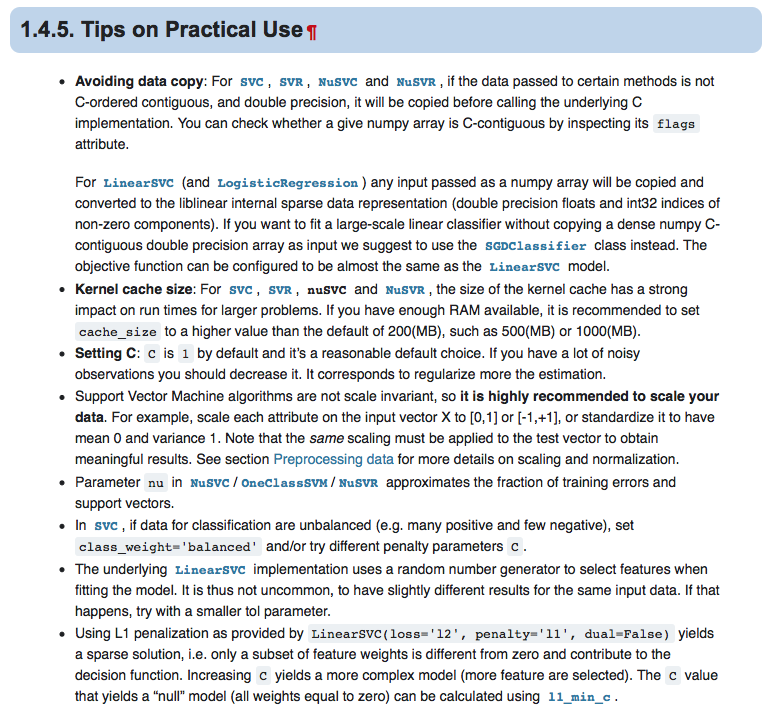 1.4.5. Tips on Practical Use¶
• Avoiding data copy: For SVC, SVR, NuSVC and NuSVR, if the data passed to certain methods is not
C-ordered contiguous, and double precision, it will be copied before calling the underlying C
implementation. You can check whether a give numpy array is C-contiguous by inspecting its flags
attribute.
For LinearSVC (and LogisticRegression) any input passed as a numpy array will be copied and
converted to the liblinear internal sparse data representation (double precision floats and int32 indices of
non-zero components). If you want to fit a large-scale linear classifier without copying a dense numpy C-
contiguous double precision array as input we suggest to use the SGDClassifier class instead. The
objective function can be configured to be almost the same as the LinearSVC model.
• Kernel cache size: For SVC, SVR, nuSVC and NuSVR, the size of the kernel cache has a strong
impact on run times for larger problems. If you have enough RAM available, it is recommended to set
cache_size to a higher value than the default of 200(MB), such as 500(MB) or 1000(MB).
• Setting C: C is 1 by default and it’s a reasonable default choice. If you have a lot of noisy
observations you should decrease it. It corresponds to regularize more the estimation.
• Support Vector Machine algorithms are not scale invariant, so it is highly recommended to scale your
data. For example, scale each attribute on the input vector X to [0,1] or [-1,+1], or standardize it to have
mean 0 and variance 1. Note that the same scaling must be applied to the test vector to obtain
meaningful results. See section Preprocessing data for more details on scaling and normalization.
• Parameter nu in NuSVC/OneClassSVM/NuSVR approximates the fraction of training errors and
support vectors.
• In SVC, if data for classification are unbalanced (e.g. many positive and few negative), set
class_weight='balanced' and/or try different penalty parameters C.
• The underlying LinearSVC implementation uses a random number generator to select features when
fitting the model. It is thus not uncommon, to have slightly different results for the same input data. If that
happens, try with a smaller tol parameter.
• Using L1 penalization as provided by LinearSVC(loss='l2', penalty='l1', dual=False) yields
a sparse solution, i.e. only a subset of feature weights is different from zero and contribute to the
decision function. Increasing C yields a more complex model (more feature are selected). The C value
that yields a “null” model (all weights equal to zero) can be calculated using l1_min_c.